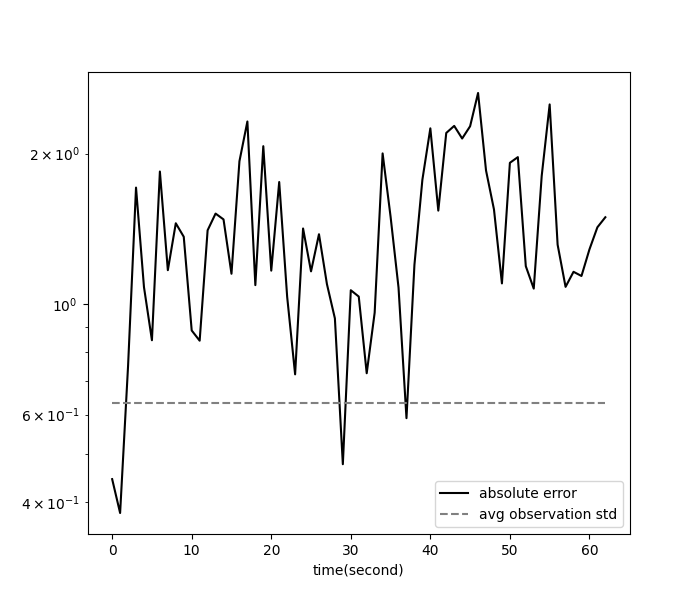 2 × 10⁰
10⁰
6 × 10⁻¹
4 × 10⁻¹
0 10 20 30 40 50 60
time(second)
absolute error
avg observation std